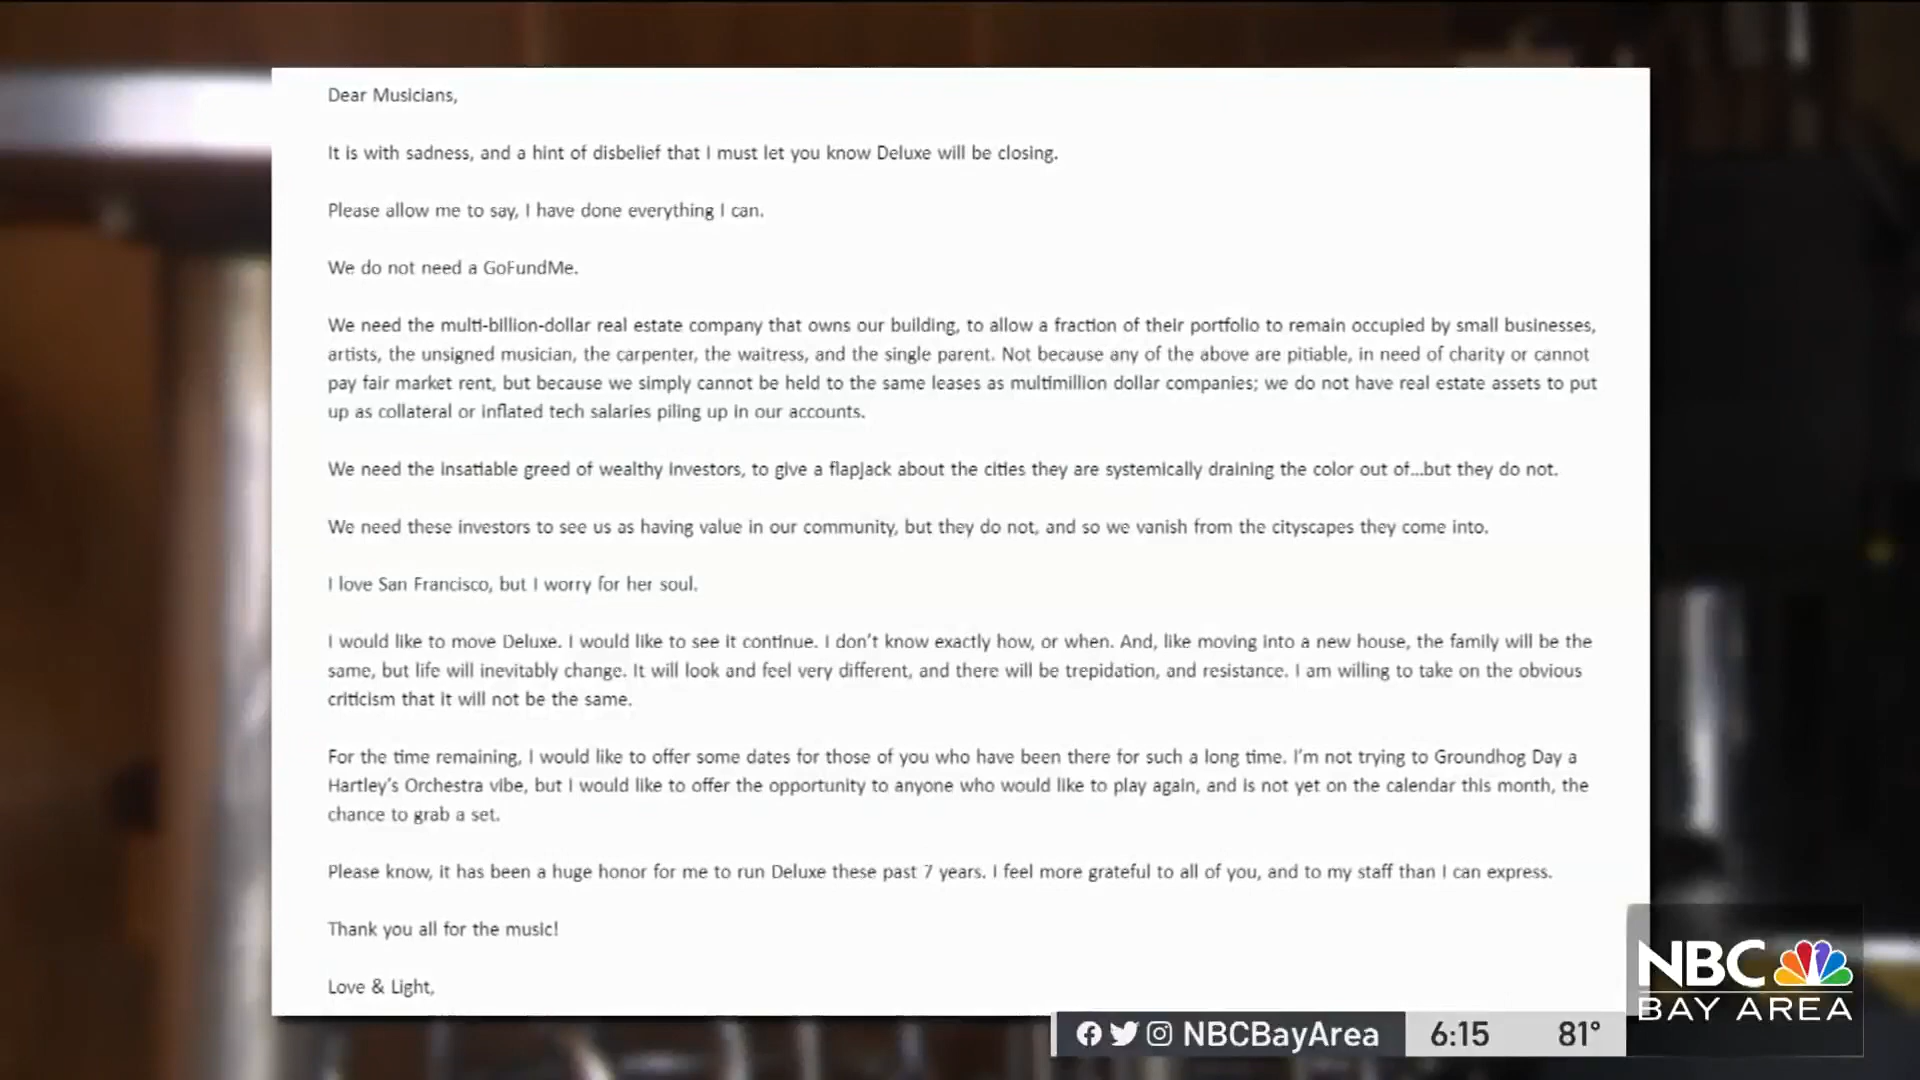 Dear Musicians,
It is with sadness, and a hint of disbelief that I must let you know Deluxe will be closing.
Please allow me to say, I have done everything I can.
We do not need a GoFundMe.
We need the multi-billion-dollar real estate company that owns our building, to allow a fraction of their portfolio to remain occupied by small businesses,
artists, the unsigned musician, the carpenter, the waitress, and the single parent. Not because any of the above are pitiable, in need of charity or cannot
pay fair market rent, but because we simply cannot be held to the same leases as multimillion dollar companies; we do not have real estate assets to put
up as collateral or inflated tech salaries piling up in our accounts.
We need the insatiable greed of wealthy investors, to give a flapjack about the cities they are systemically draining the color out of...but they do not.
We need these investors to see us as having value in our community, but they do not, and so we vanish from the cityscapes they come into.
I love San Francisco, but I worry for her soul.
I would like to move Deluxe. I would like to see it continue. I don't know exactly how, or when. And, like moving into a new house, the family will be the
same, but life will inevitably change. It will look and feel very different, and there will be trepidation, and resistance. I am willing to take on the obvious
criticism that it will not be the same.
For the time remaining, I would like to offer some dates for those of you who have been there for such a long time. I'm not trying to Groundhog Day a
Hartley's Orchestra vibe, but I would like to offer the opportunity to anyone who would like to play again, and is not yet on the calendar this month, the
chance to grab a set.
Please know, it has been a huge honor for me to run Deluxe these past 7 years. I feel more grateful to all of you, and to my staff than I can express.
Thank you all for the music!
Love & Light,
NBC
BAY AREA
NBCBayArea 6:15 81°